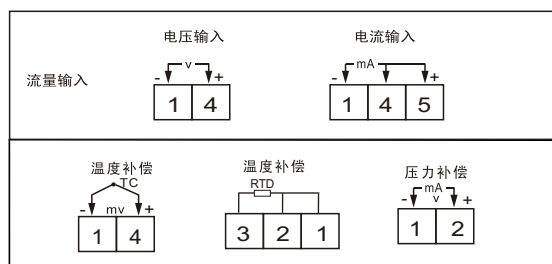 电压输入
电流输入
流量输入
- v +
1 4
- mA +
1 4 5
温度补偿
TC
- mv +
1 4
温度补偿
RTD
3 2 1
压力补偿
mA
- v +
1 2